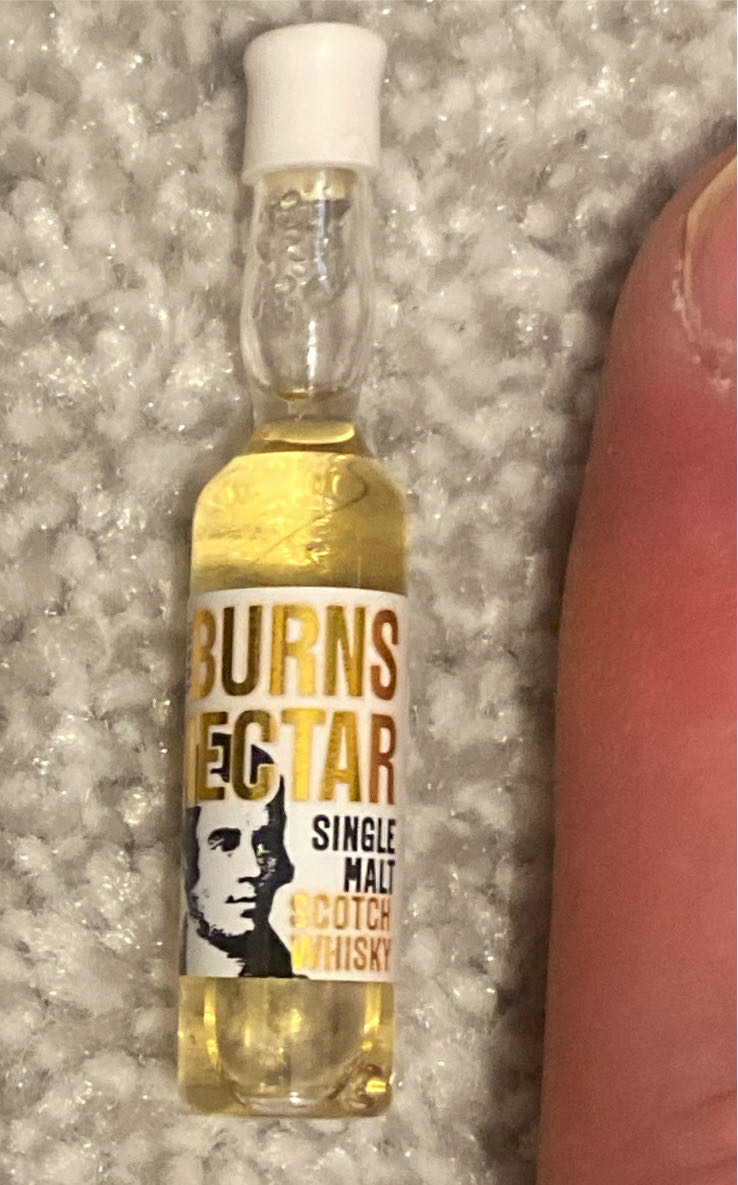 BURNS
NECTAR
SINGLE
MALT
SCOTCH
WHISKY